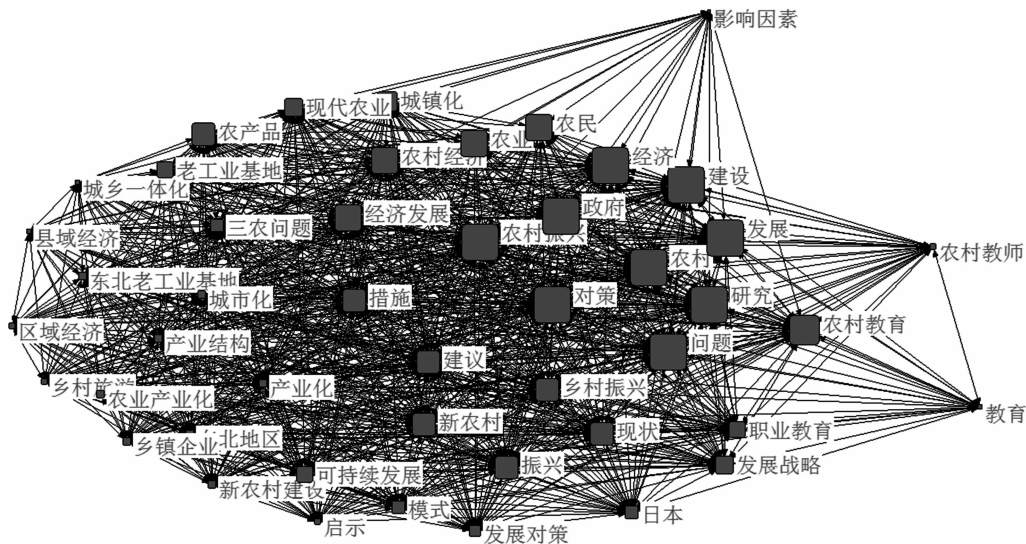 影响因素
现代农业
城镇化
农产品
农业
农民
农村经济
经济
老工业基地
建设
城乡一体化
政府
三农问题
经济发展
农村振兴
发展
县域经济
农村教师
农村
东北老工业基地
城市化
措施
对策
研究
区域经济
农村教育
产业结构
问题
建议
乡村旅游
产业化
乡村振兴
农业产业化
教育
新农村
现状
职业教育
乡镇企业
北地区
振兴
发展战略
可持续发展
新农村建设
模式
日本
启示
发展对策